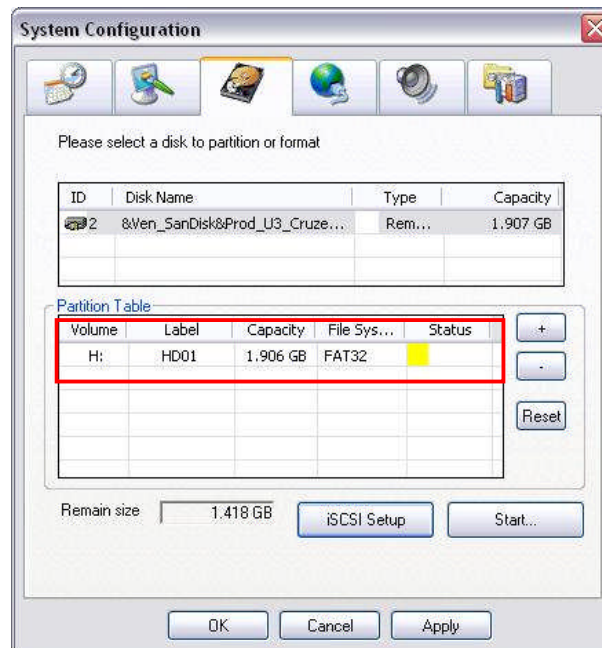 System Configuration
Please select a disk to partition or format
ID Disk Name Type Capacity
2 &Ven_SanDisk&Prod_U3_Cruze... Rem... 1.907 GB
Partition Table
Volume Label Capacity File Sys... Status
H: HD01 1.906 GB FAT32
+
-
Reset
Remain size 1.418 GB iSCSI Setup Start...
OK Cancel Apply